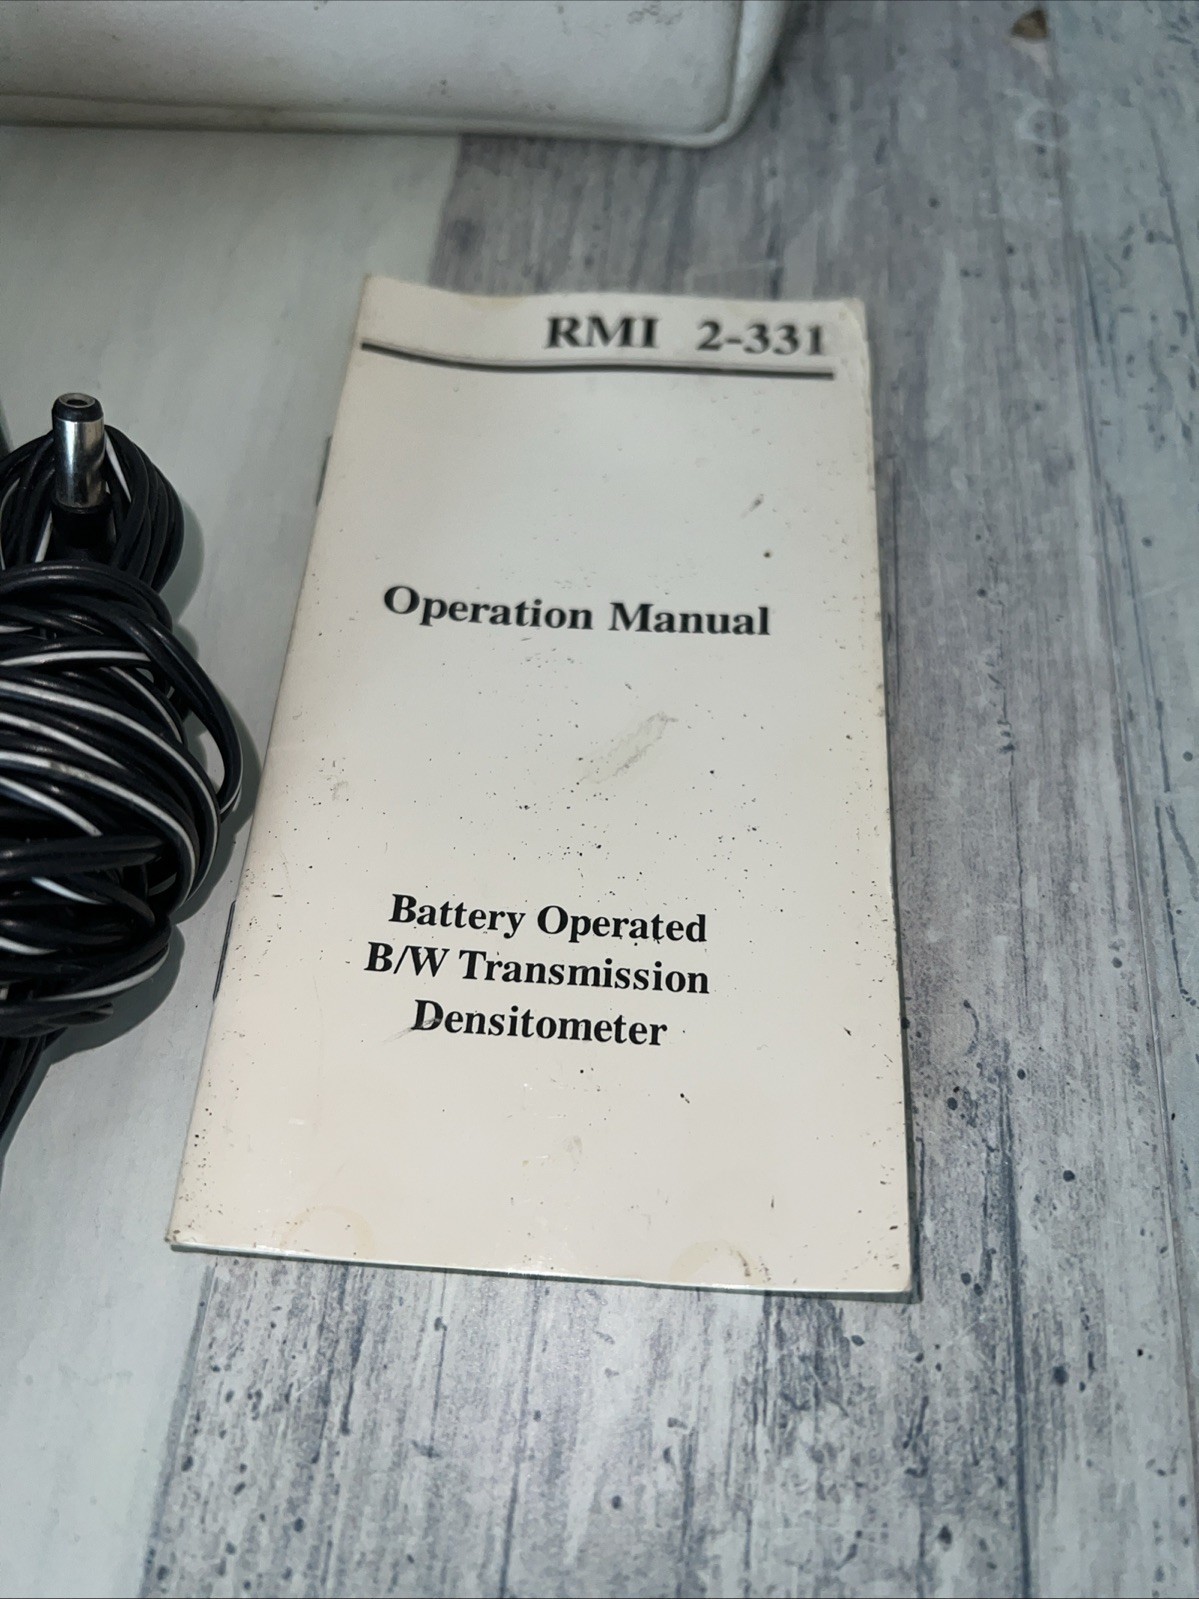 RMI 2-331
Operation Manual
Battery Operated
B/W Transmission
Densitometer